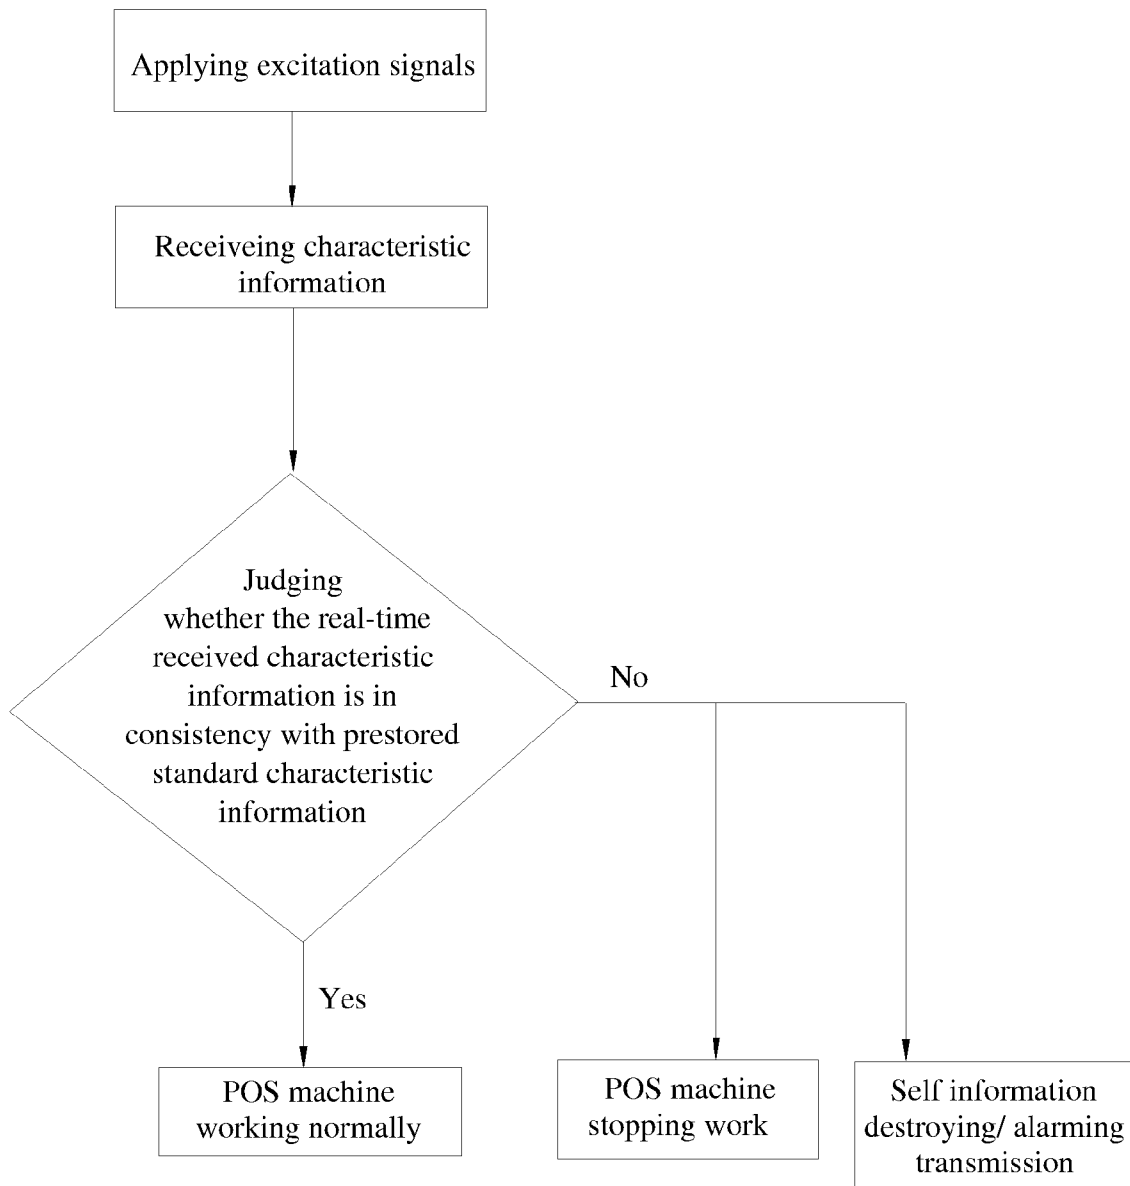 Applying excitation signals
Receiveing characteristic
information
Judging
whether the real-time
received characteristic
information is in
consistency with prestored
standard characteristic
information
No
Yes
POS machine
working normally
POS machine
stopping work
Self information
destroying/ alarming
transmission